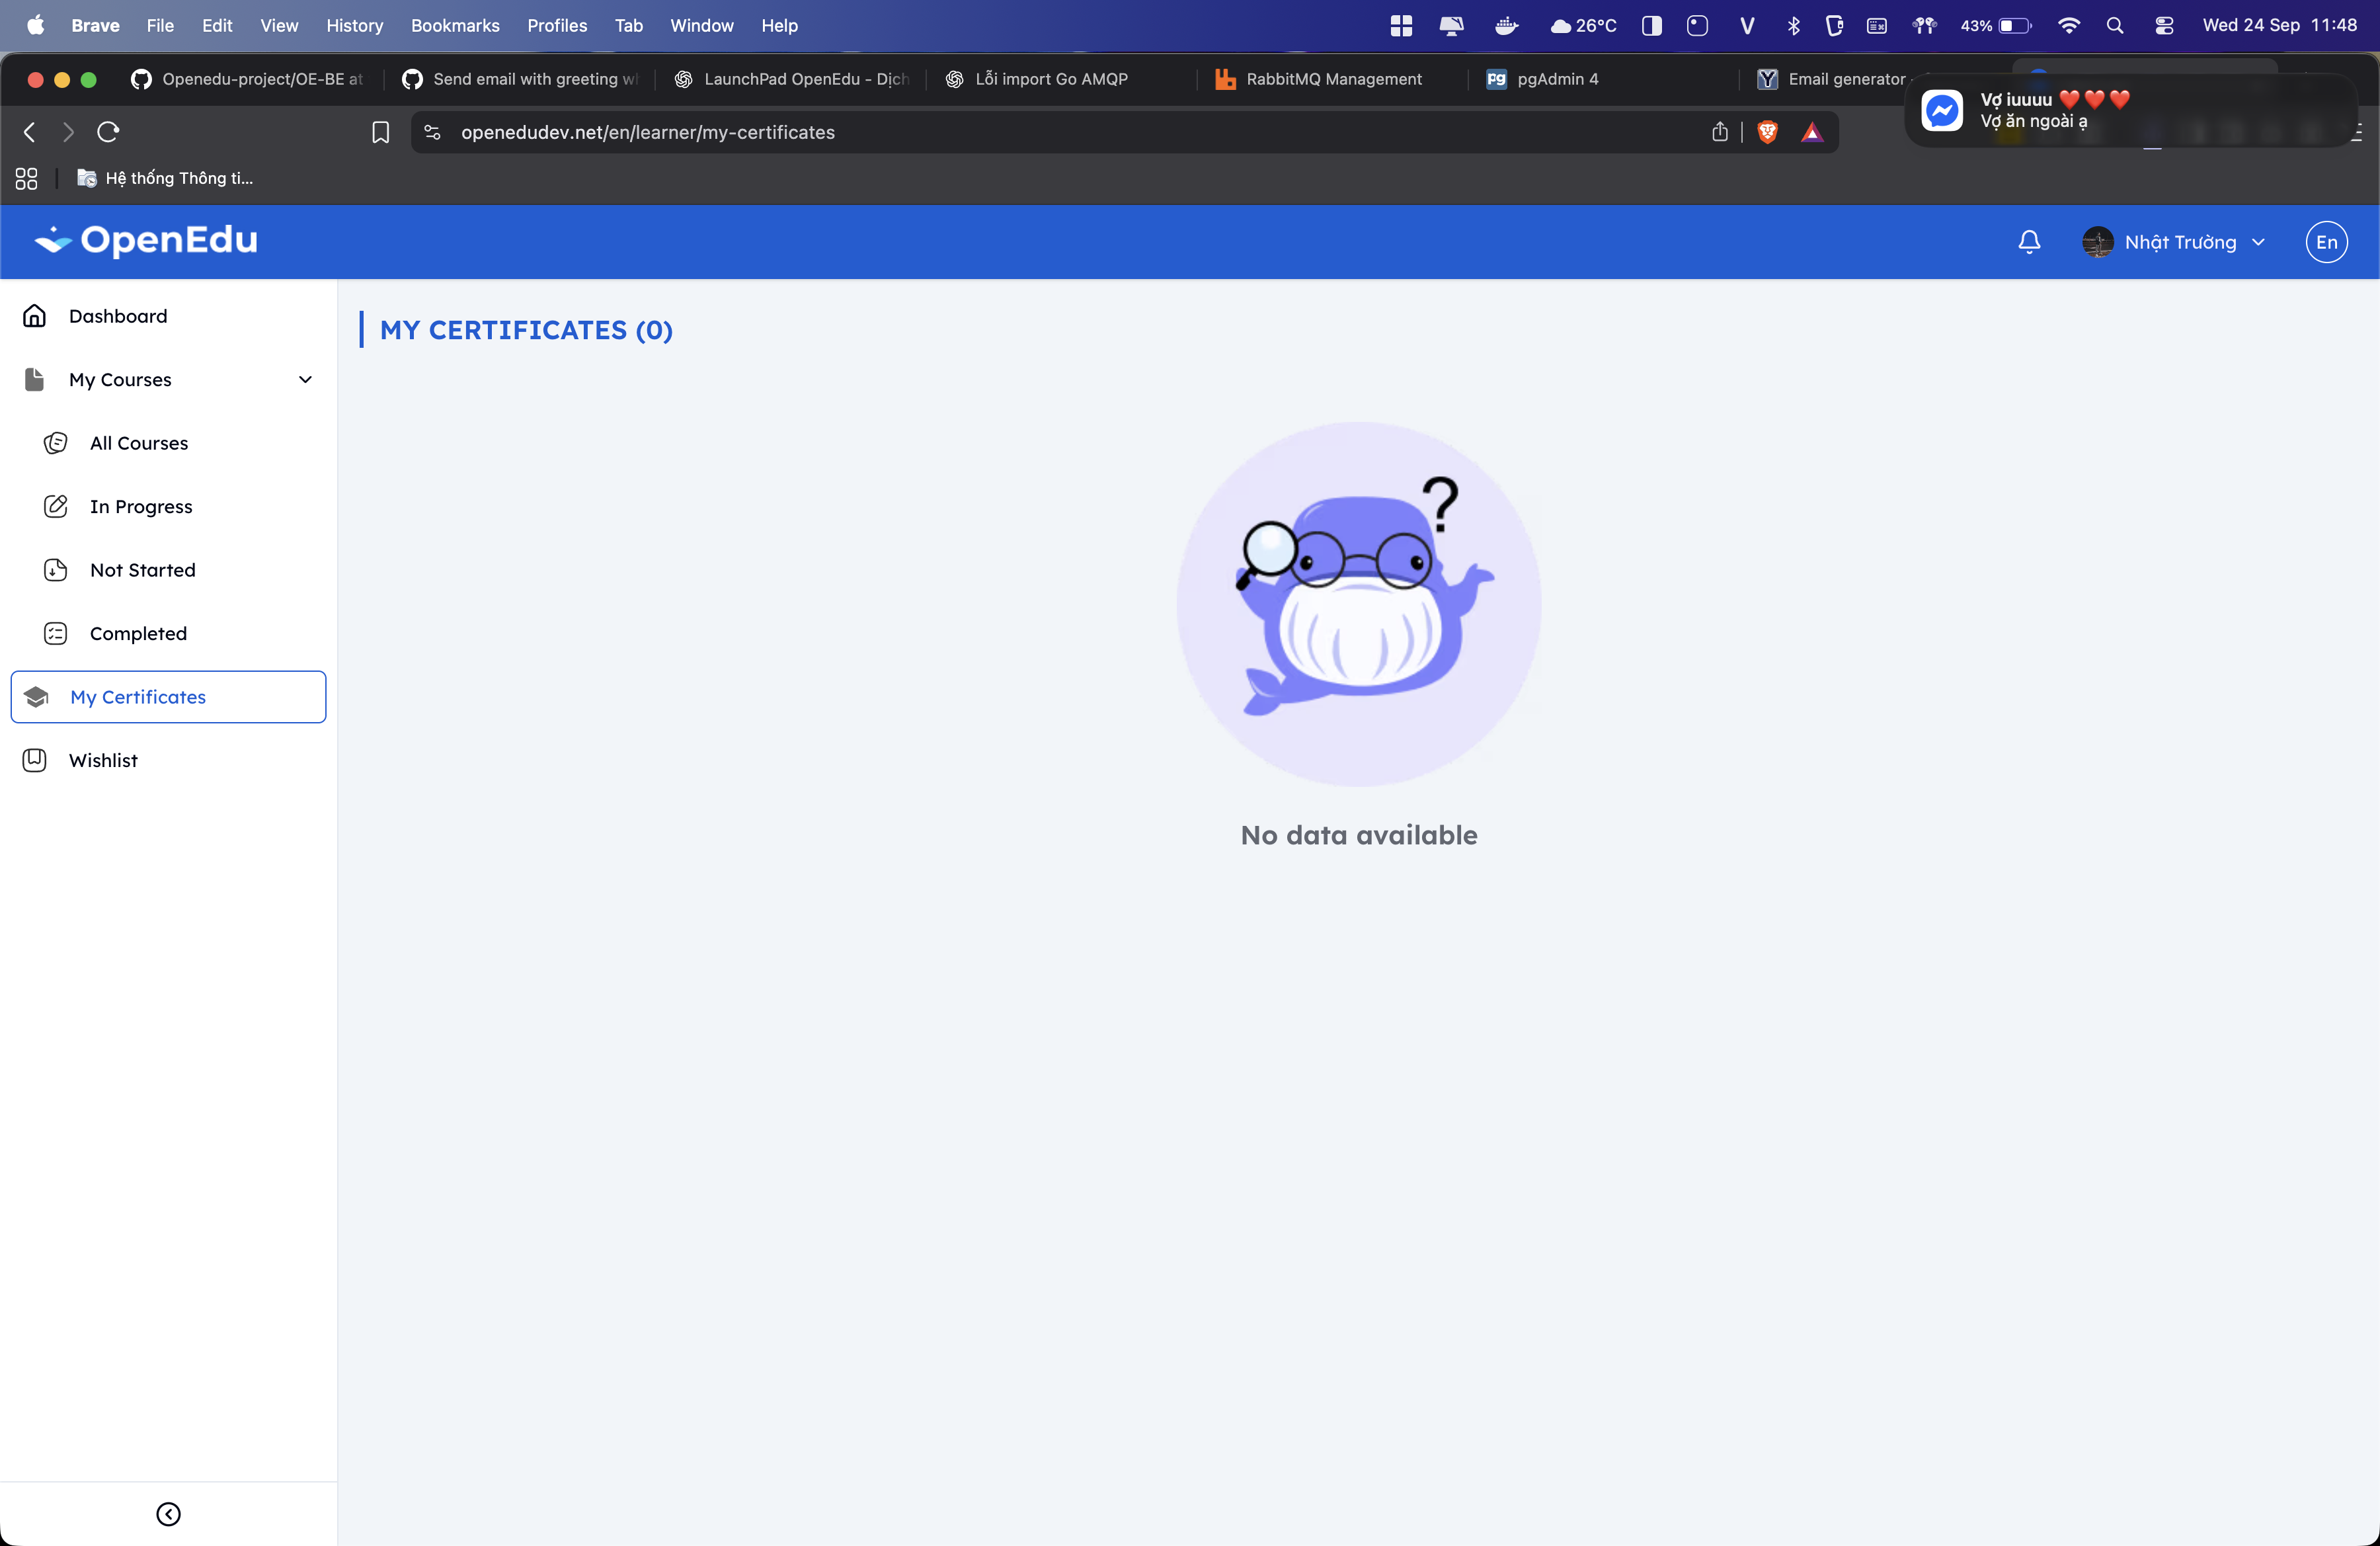 Brave File Edit View History Bookmarks Profiles Tab Window Help 26°C 43% Wed 24 Sep 11:48
Openedu-project/OE-BE at Send email with greeting wh LaunchPad OpenEdu - Dịch Lỗi import Go AMQP RabbitMQ Management pgAdmin 4 Email generator
Vợ iuuuu ❤️❤️❤️
Vợ ăn ngoài ạ
openedudev.net/en/learner/my-certificates
Hệ thống Thông ti...
OpenEdu
Nhật Trường
En
Dashboard
My Courses
All Courses
In Progress
Not Started
Completed
My Certificates
Wishlist
MY CERTIFICATES (0)
?
No data available